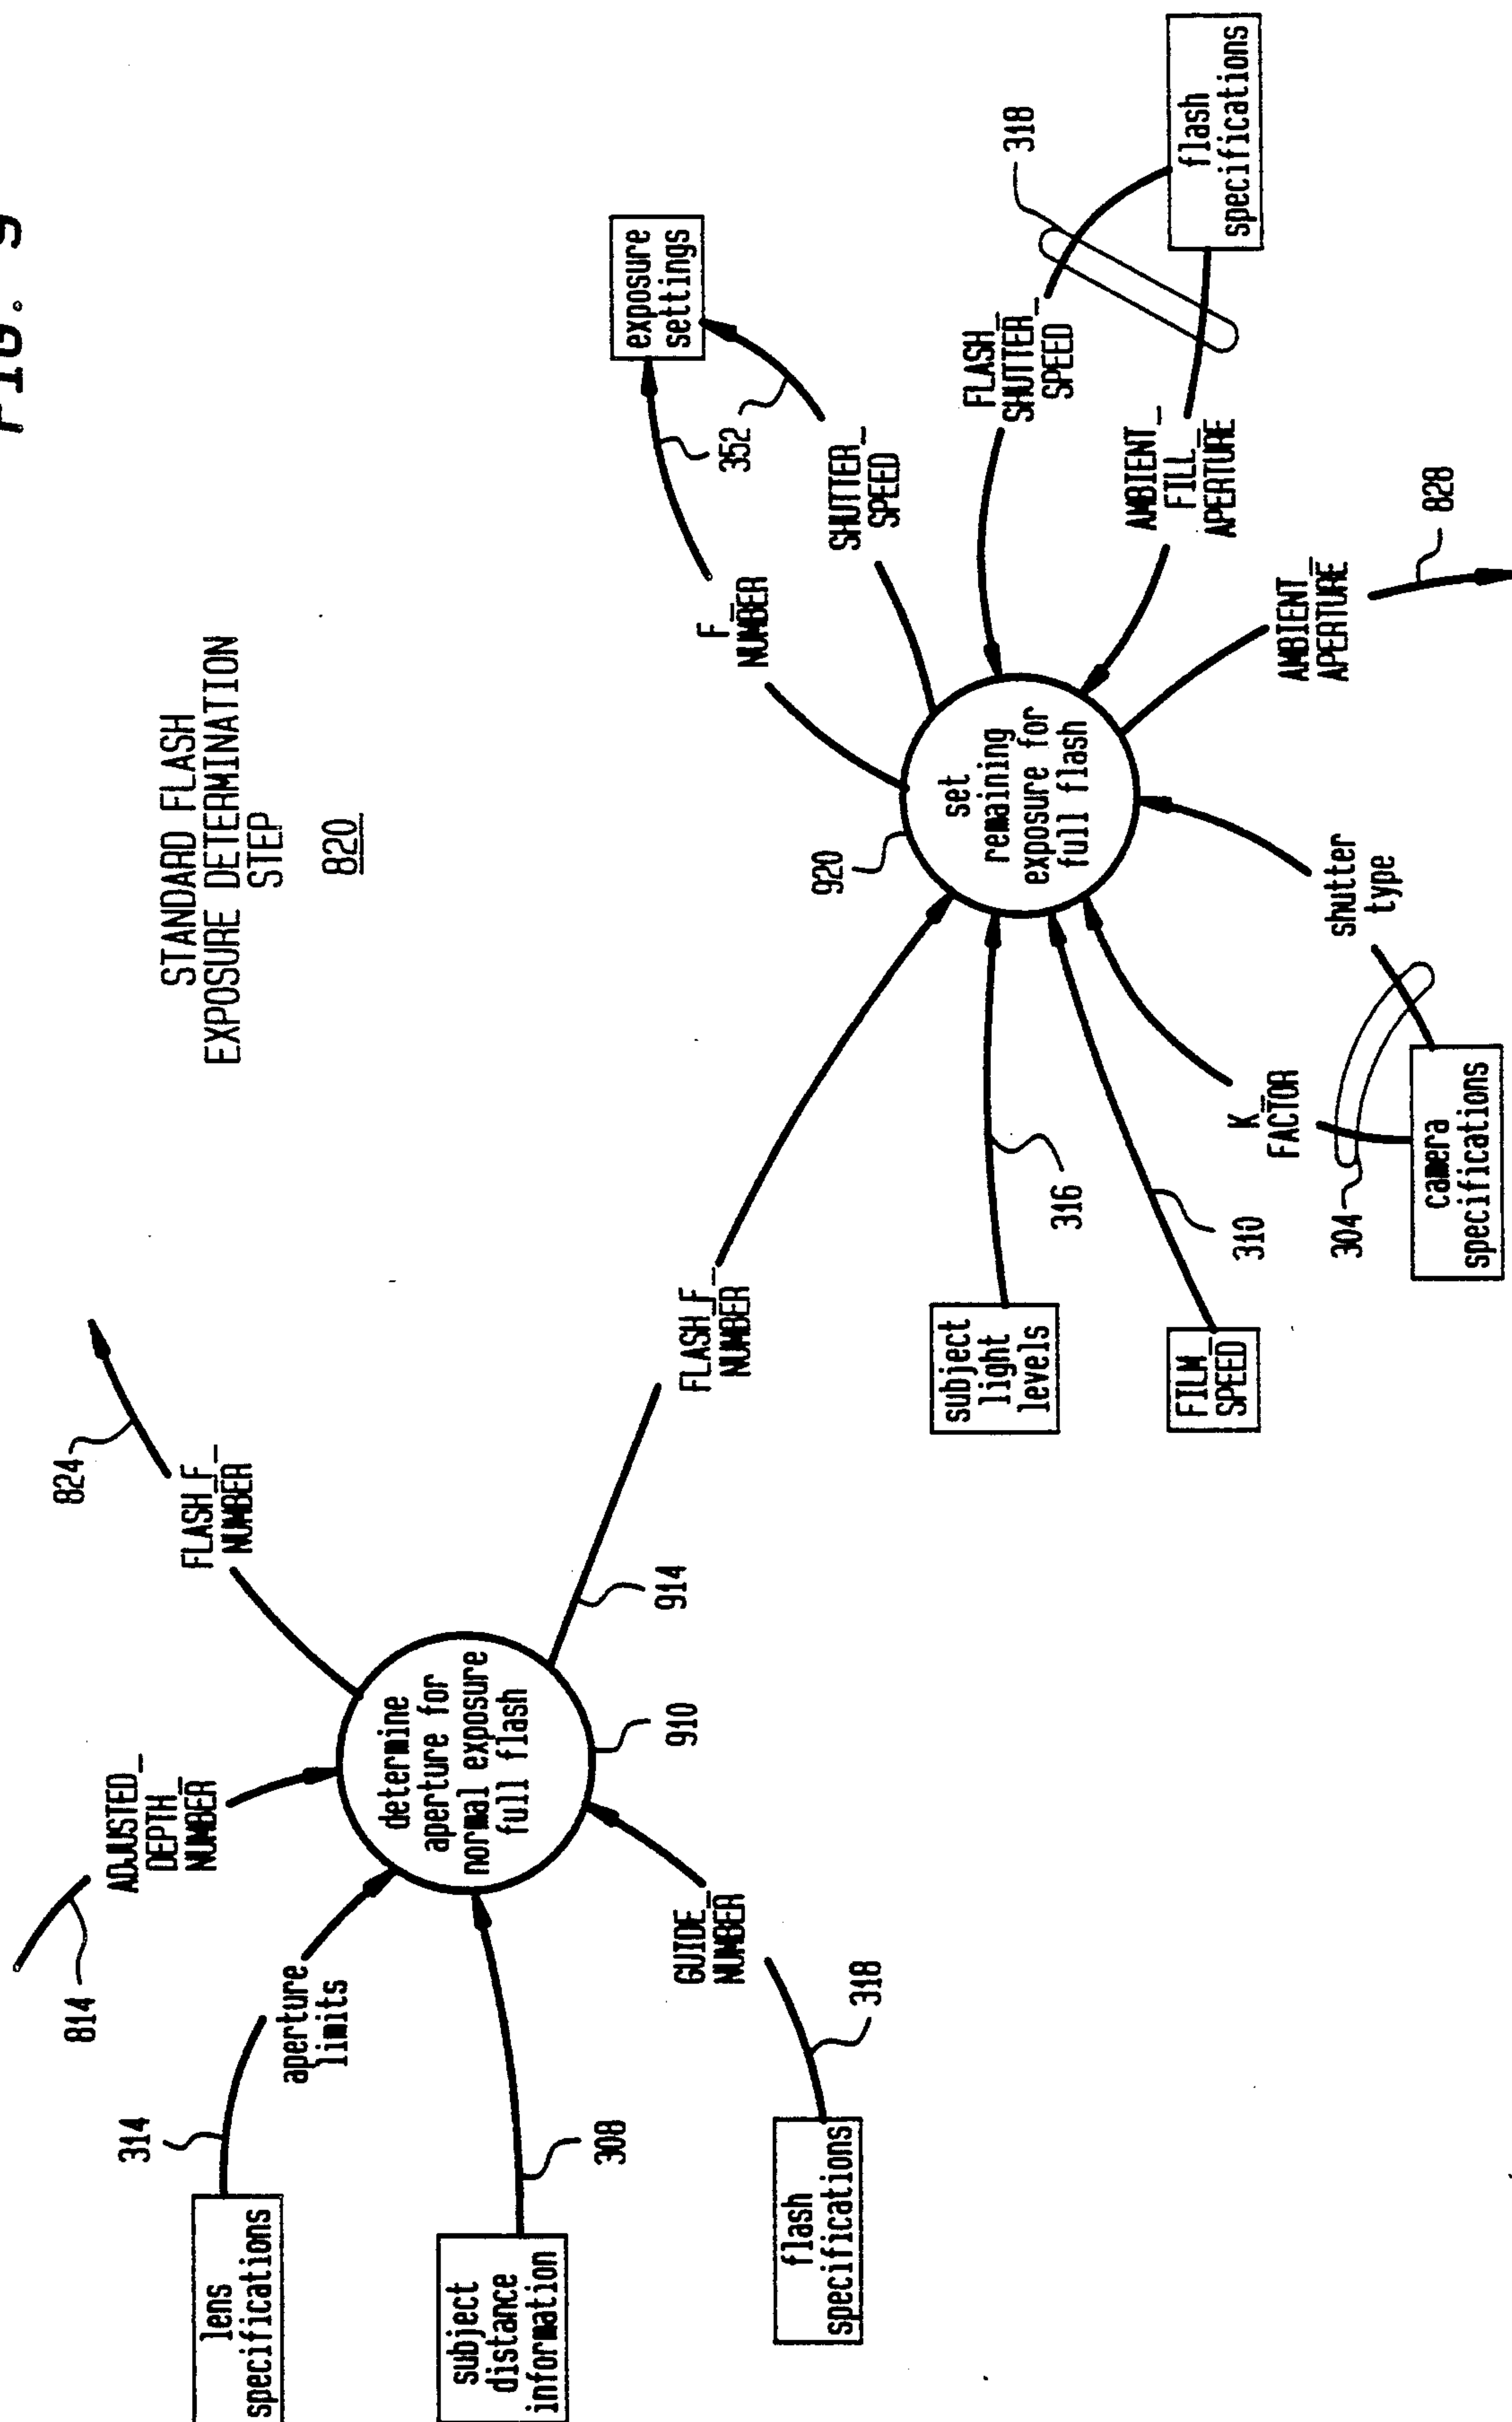 FIG. 9
STANDARD FLASH
EXPOSURE DETERMINATION
STEP
820
814
ADJUSTED_
DEPTH_
NUMBER
824
FLASH_F_
NUMBER
314
lens
specifications
aperture
limits
subject
distance
information
308
determine
aperture for
normal exposure
full flash
910
914
FLASH_F_
NUMBER
GUIDE_
NUMBER
318
flash
specifications
exposure
settings
352
F_
NUMBER
SHUTTER_
SPEED
920
set
remaining
exposure for
full flash
FLASH_
SHUTTER_
SPEED
318
flash
specifications
AMBIENT_
FILL_
APERTURE
AMBIENT_
APERTURE
828
subject
light
levels
316
FILM_
SPEED
310
K_
FACTOR
304
camera
specifications
shutter
type